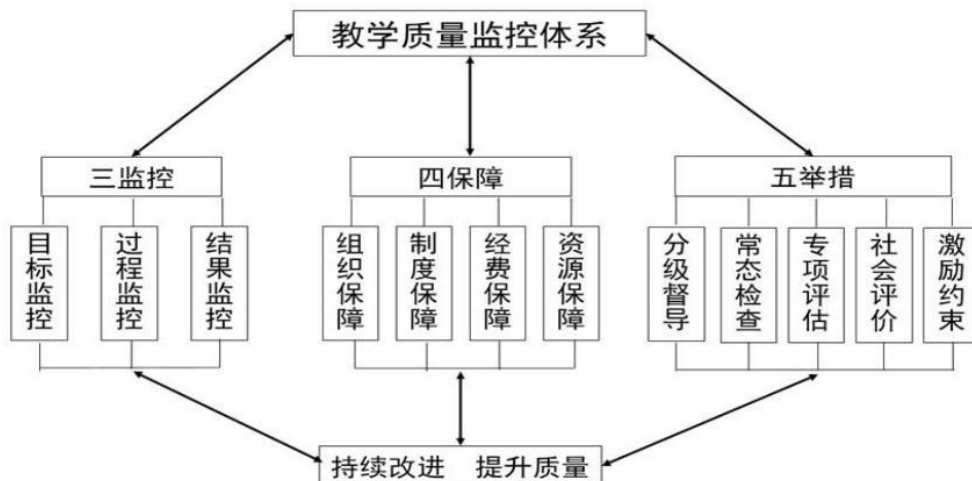 教学质量监控体系
三监控
四保障
五举措
目标监控
过程监控
结果监控
组织保障
制度保障
经费保障
资源保障
分级督导
常态检查
专项评估
社会评价
激励约束
持续改进 提升质量